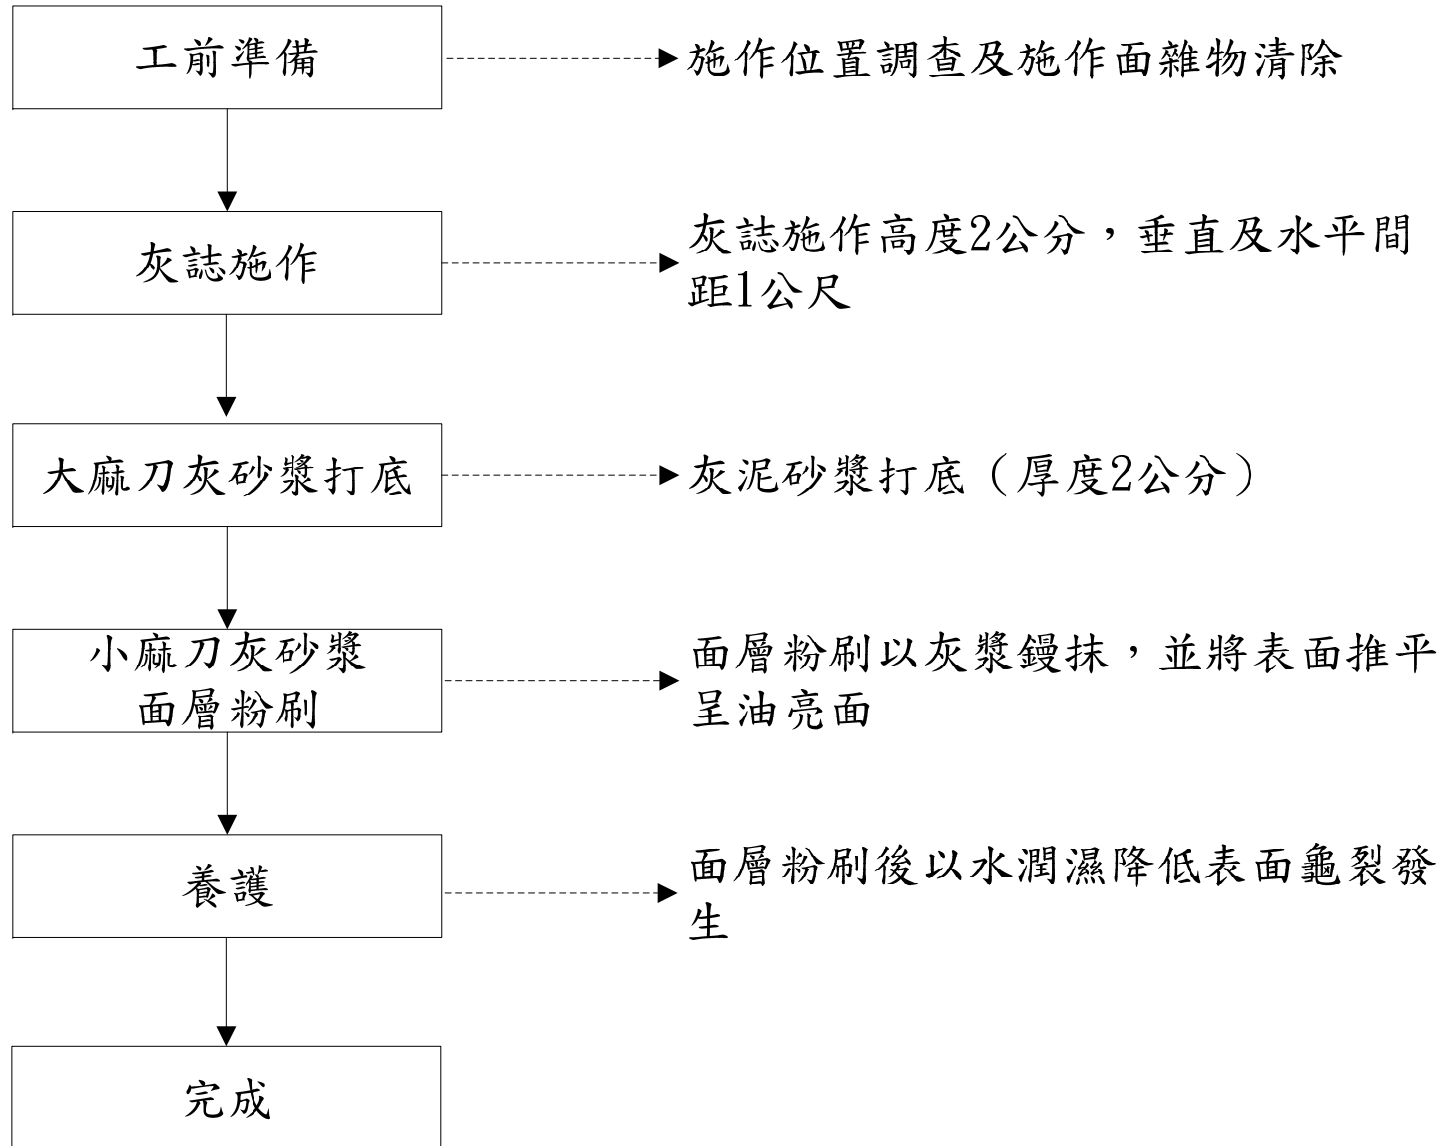 工前準備
施作位置調查及施作面雜物清除
灰誌施作
灰誌施作高度2公分，垂直及水平間
距1公尺
大麻刀灰砂漿打底
灰泥砂漿打底（厚度2公分）
小麻刀灰砂漿
面層粉刷
面層粉刷以灰漿鏝抹，並將表面推平
呈油亮面
養護
面層粉刷後以水潤濕降低表面龜裂發
生
完成